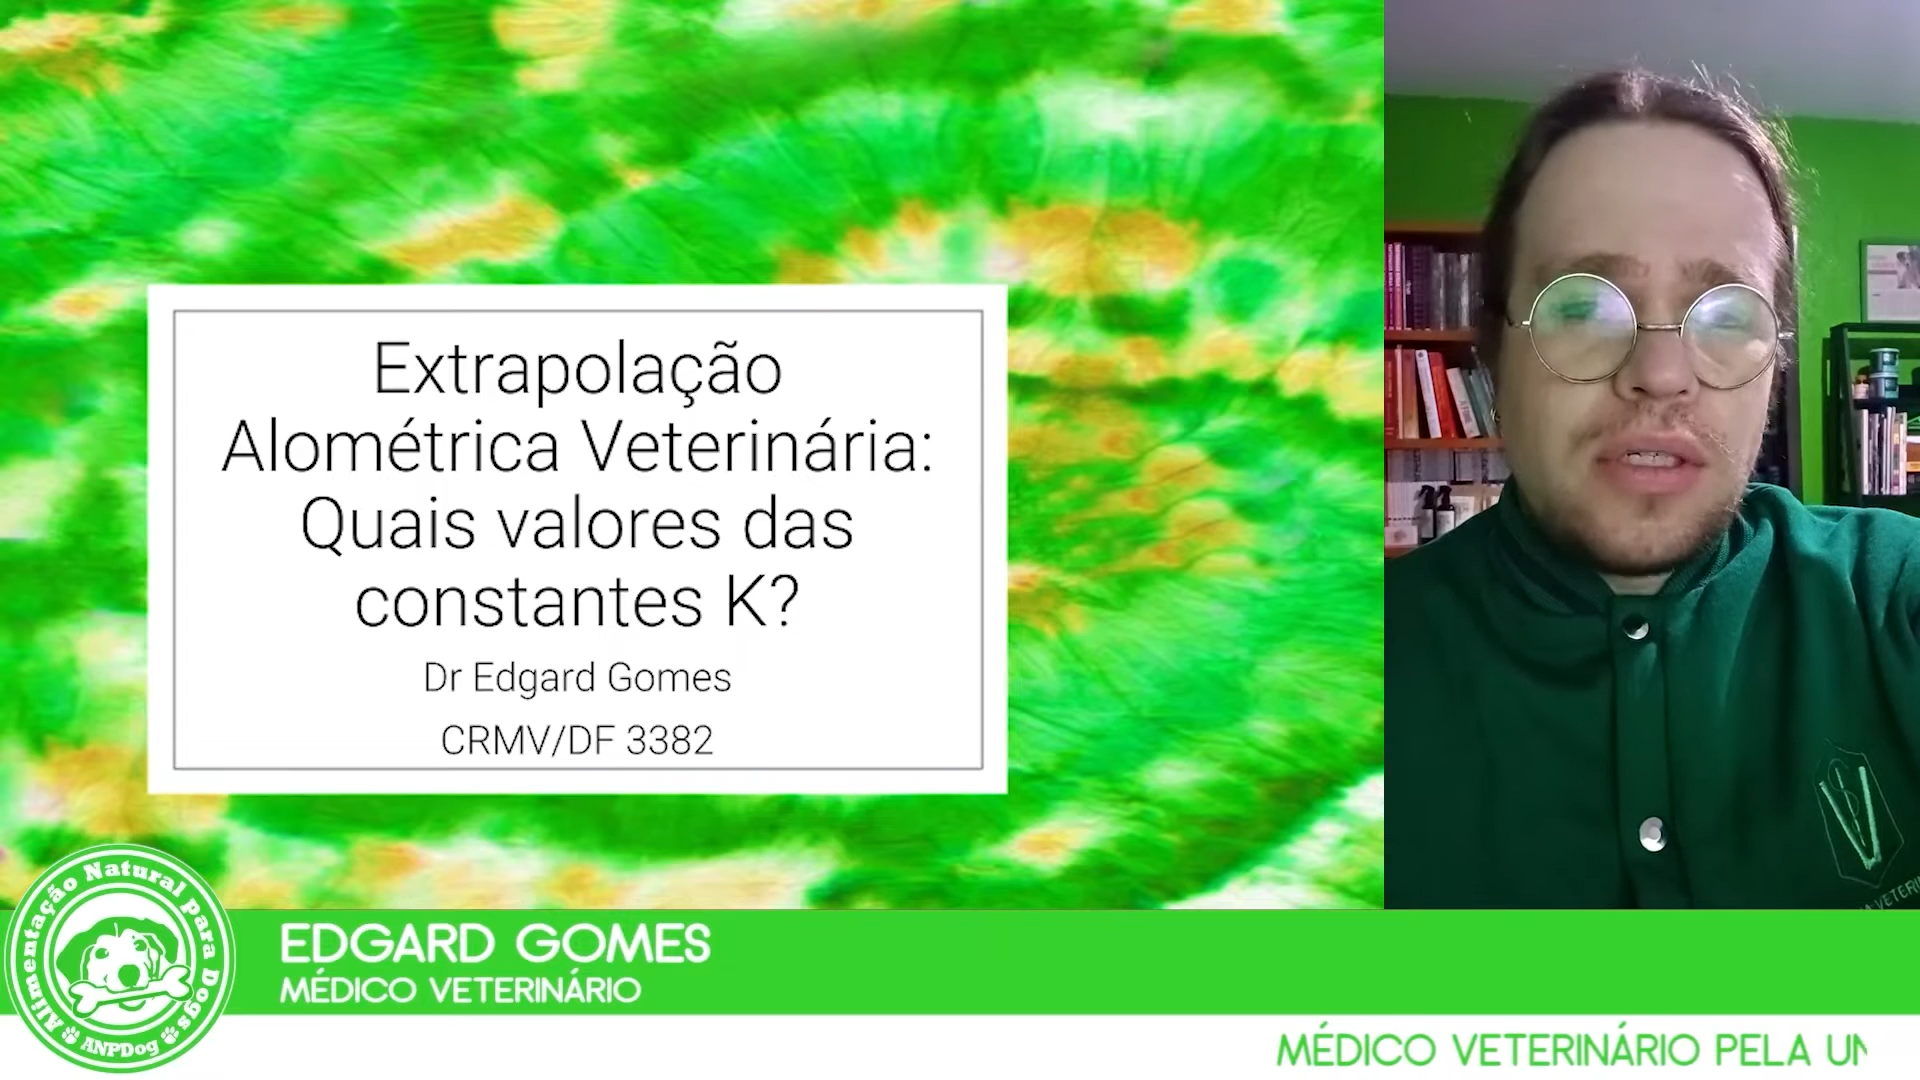 Extrapolação
Alométrica Veterinária:
Quais valores das
constantes K?
Dr Edgard Gomes
CRMV/DF 3382
Alimentação Natural Para Dogs
ANPDog
EDGARD GOMES
MÉDICO VETERINÁRIO
MÉDICO VETERINÁRIO PELA UN